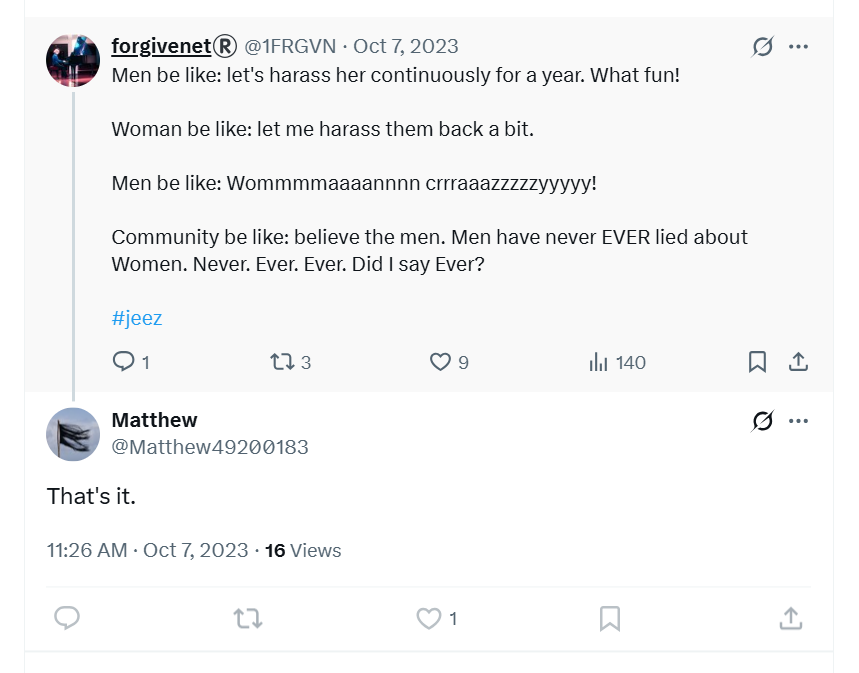 forgivenet® @1FRGVN · Oct 7, 2023
Men be like: let's harass her continuously for a year. What fun!
Woman be like: let me harass them back a bit.
Men be like: Wommmmaaaannnn crrraaazzzzzyyyyy!
Community be like: believe the men. Men have never EVER lied about
Women. Never. Ever. Ever. Did I say Ever?
#jeez
1 3 9 140
Matthew
@Matthew49200183
That's it.
11:26 AM · Oct 7, 2023 · 16 Views
1